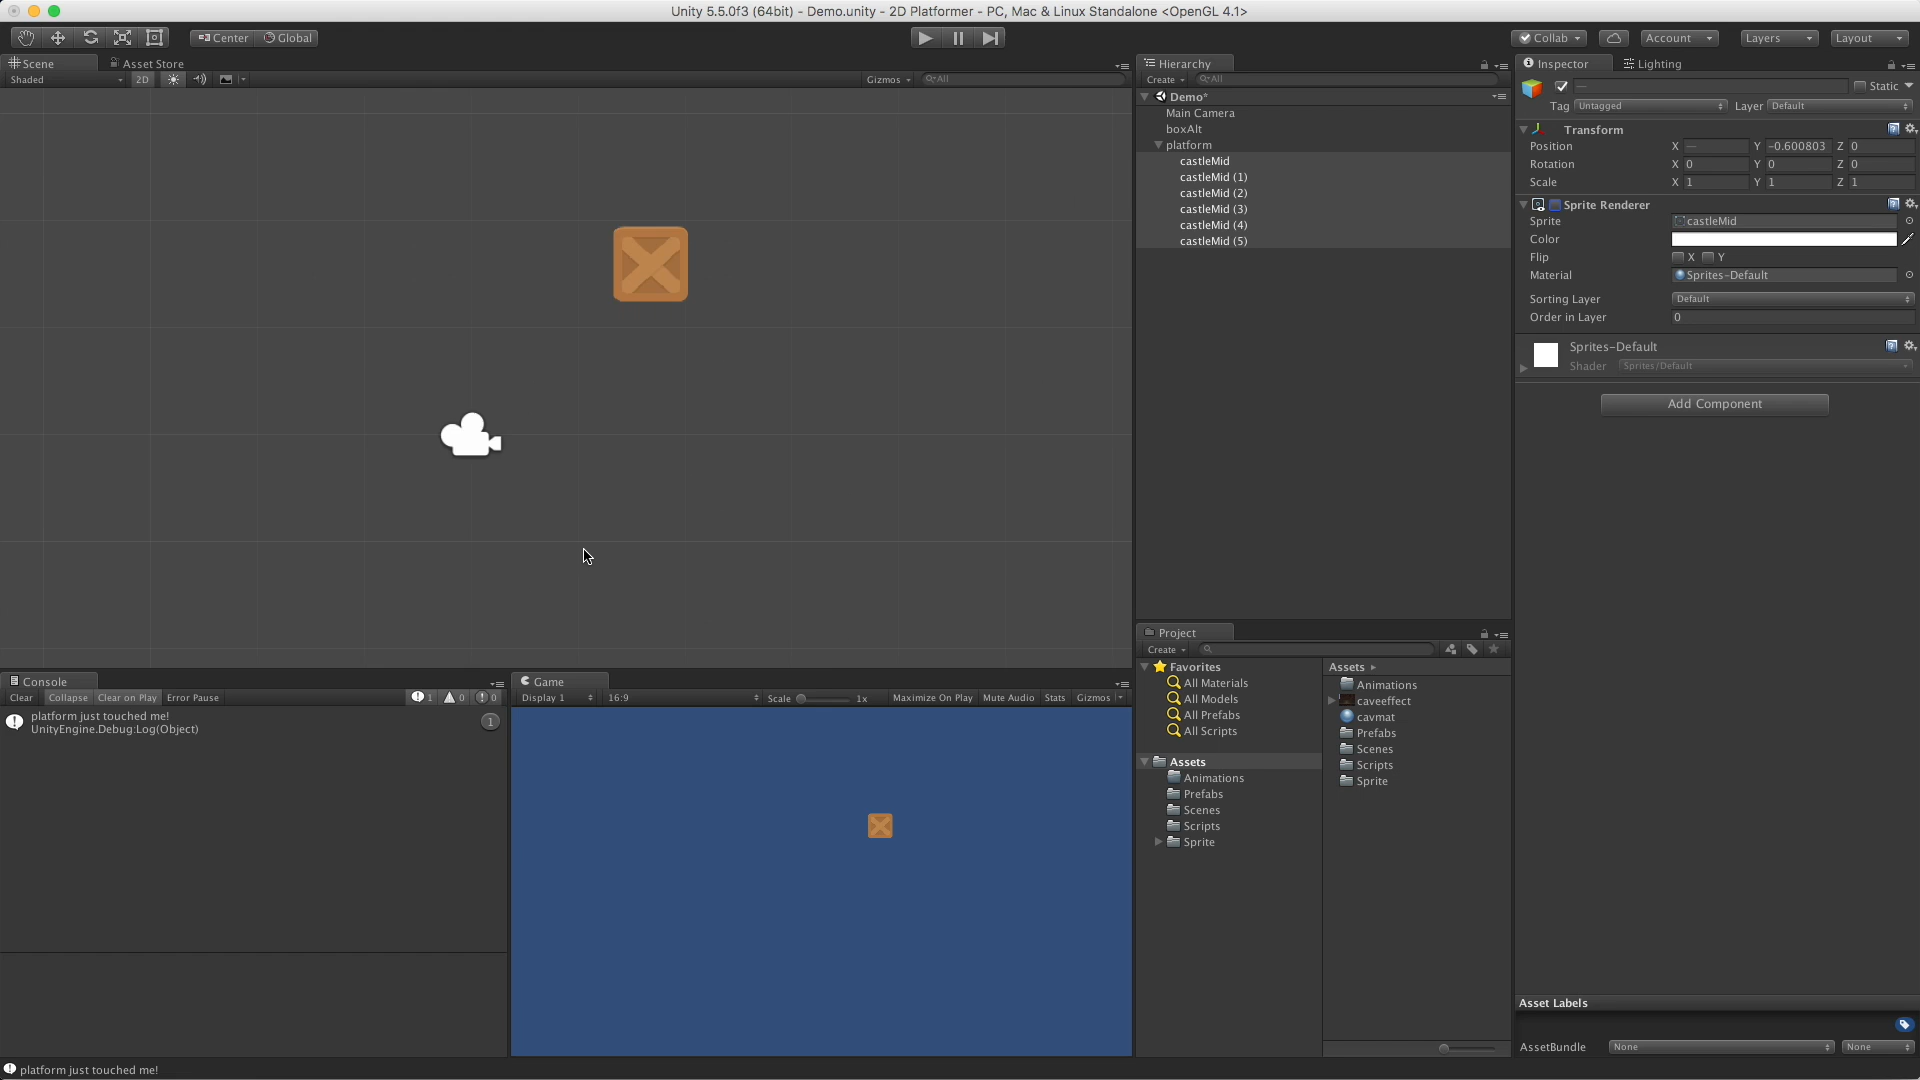 Unity 5.5.0f3 (64bit) - Demo.unity - 2D Platformer - PC, Mac & Linux Standalone <OpenGL 4.1>
Center Global Collab Account Layers Layout
Scene Asset Store
Shaded 2D Gizmos All
Hierarchy
Create All
Demo*
Main Camera
boxAlt
platform
castleMid
castleMid (1)
castleMid (2)
castleMid (3)
castleMid (4)
castleMid (5)
Inspector Lighting
— Static
Tag Untagged Layer Default
Transform
Position X — Y -0.600803 Z 0
Rotation X 0 Y 0 Z 0
Scale X 1 Y 1 Z 1
Sprite Renderer
Sprite castleMid
Color
Flip X Y
Material Sprites-Default
Sorting Layer Default
Order in Layer 0
Sprites-Default
Shader Sprites/Default
Add Component
Console
Clear Collapse Clear on Play Error Pause 1 0 0
platform just touched me!
UnityEngine.Debug:Log(Object)
1
Game
Display 1 16:9 Scale 1x Maximize On Play Mute Audio Stats Gizmos
Project
Create
Favorites
All Materials
All Models
All Prefabs
All Scripts
Assets
Animations
Prefabs
Scenes
Scripts
Sprite
Assets
Animations
caveeffect
cavmat
Prefabs
Scenes
Scripts
Sprite
Asset Labels
AssetBundle None None
platform just touched me!